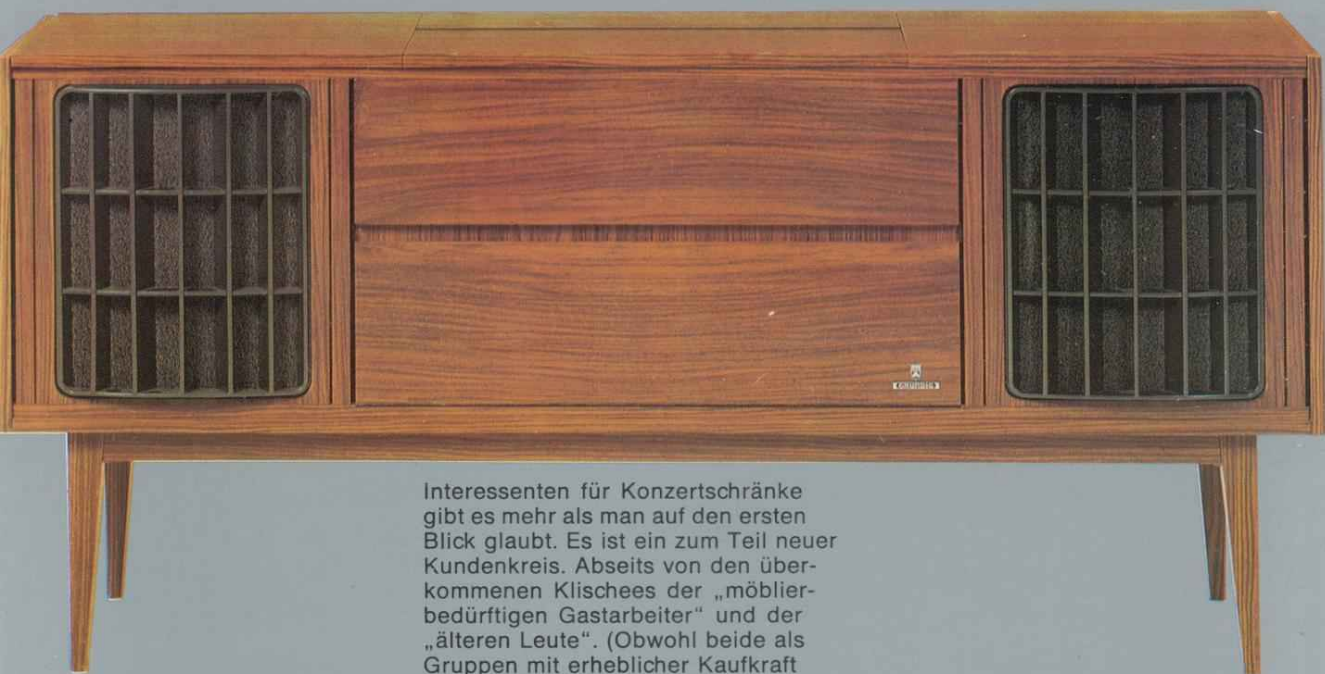 GRUNDIG
Interessenten für Konzertschränke
gibt es mehr als man auf den ersten
Blick glaubt. Es ist ein zum Teil neuer
Kundenkreis. Abseits von den über-
kommenen Klischees der „möblier-
bedürftigen Gastarbeiter“ und der
„älteren Leute“. (Obwohl beide als
Gruppen mit erheblicher Kaufkraft